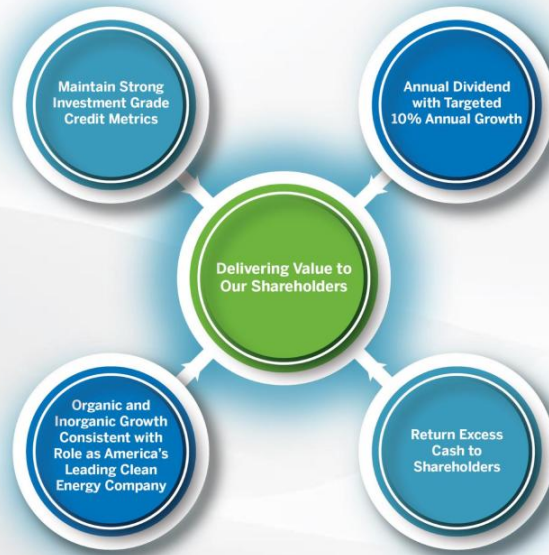 Maintain Strong
Investment Grade
Credit Metrics
Annual Dividend
with Targeted
10% Annual Growth
Delivering Value to
Our Shareholders
Organic and
Inorganic Growth
Consistent with
Role as America's
Leading Clean
Energy Company
Return Excess
Cash to
Shareholders